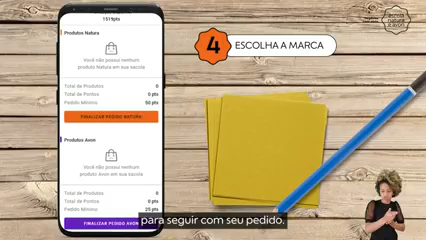 1519pts
Produtos Natura
Você não possui nenhum
produto Natura em sua sacola
Total de Produtos 0
Total de Pontos 0 pts
Pedido Mínimo 50 pts
FINALIZAR PEDIDO NATURA
Produtos Avon
Você não possui nenhum
produto Avon em sua sacola
Total de Produtos 0
Total de Pontos 0 pts
Pedido Mínimo 25 pts
FINALIZAR PEDIDO AVON
4 ESCOLHA A MARCA
escola
natura
e avon
para seguir com seu pedido.